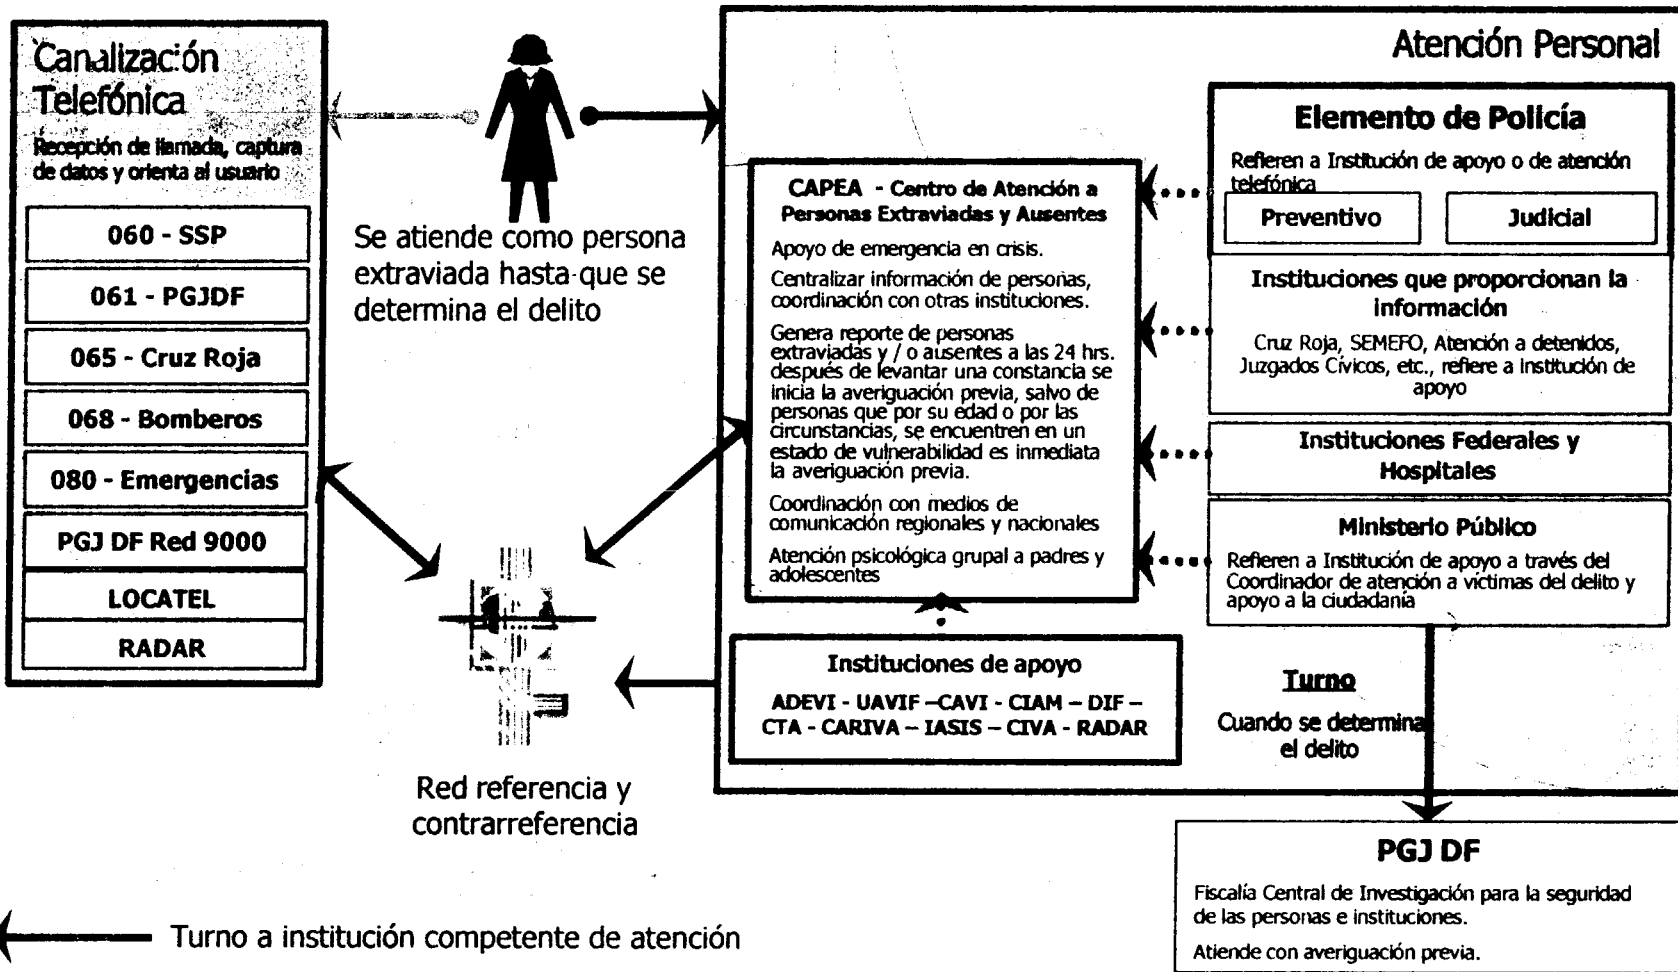 Canalización
Telefónica
Recepción de llamada, captura
de datos y orienta al usuario
060 - SSP
061 - PGJDF
065 - Cruz Roja
068 - Bomberos
080 - Emergencias
PGJ DF Red 9000
LOCATEL
RADAR
Se atiende como persona
extraviada hasta que se
determina el delito
Red referencia y
contrarreferencia
Atención Personal
CAPEA - Centro de Atención a
Personas Extraviadas y Ausentes
Apoyo de emergencia en crisis.
Centralizar información de personas,
coordinación con otras instituciones.
Genera reporte de personas
extraviadas y / o ausentes a las 24 hrs.
después de levantar una constancia se
inicia la averiguación previa, salvo de
personas que por su edad o por las
circunstancias, se encuentren en un
estado de vulnerabilidad es inmediata
la averiguación previa.
Coordinación con medios de
comunicación regionales y nacionales
Atención psicológica grupal a padres y
adolescentes
Instituciones de apoyo
ADEVI - UAVIF –CAVI - CIAM – DIF –
CTA - CARIVA – IASIS – CIVA - RADAR
Elemento de Policía
Refieren a Institución de apoyo o de atención
telefónica
Preventivo
Judicial
Instituciones que proporcionan la
información
Cruz Roja, SEMEFO, Atención a detenidos,
Juzgados Cívicos, etc., refiere a institución de
apoyo
Instituciones Federales y
Hospitales
Ministerio Público
Refieren a Institución de apoyo a través del
Coordinador de atención a víctimas del delito y
apoyo a la ciudadanía
Turno
Cuando se determina
el delito
PGJ DF
Fiscalía Central de Investigación para la seguridad
de las personas e instituciones.
Atiende con averiguación previa.
Turno a institución competente de atención